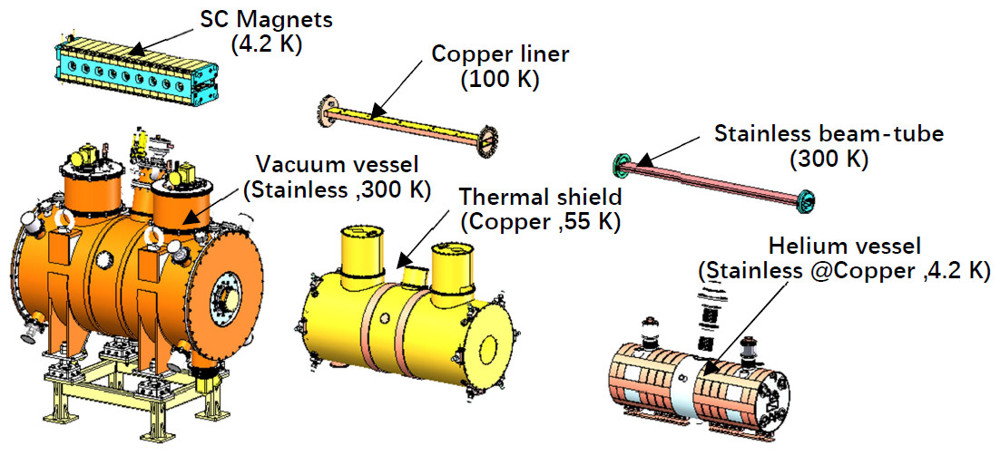 SC Magnets
(4.2 K)
Copper liner
(100 K)
Stainless beam-tube
(300 K)
Vacuum vessel
(Stainless ,300 K)
Thermal shield
(Copper ,55 K)
Helium vessel
(Stainless @Copper ,4.2 K)